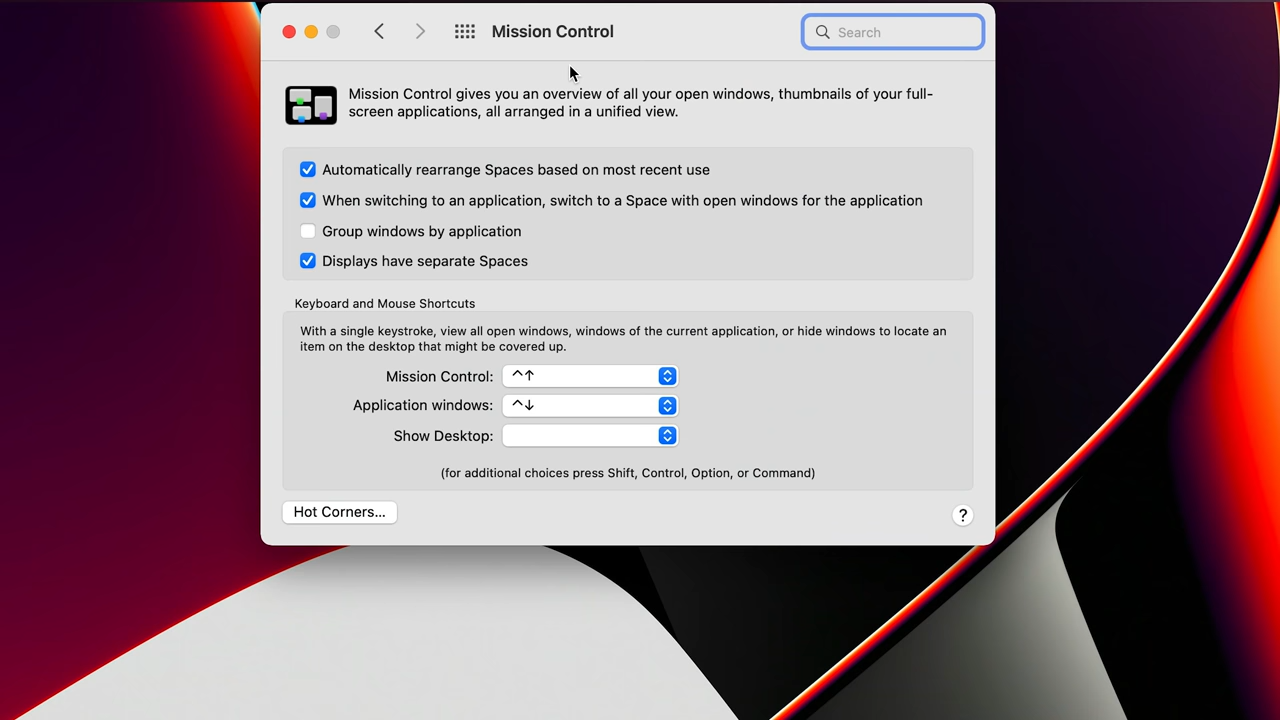 Mission Control
Search
Mission Control gives you an overview of all your open windows, thumbnails of your full-
screen applications, all arranged in a unified view.
Automatically rearrange Spaces based on most recent use
When switching to an application, switch to a Space with open windows for the application
Group windows by application
Displays have separate Spaces
Keyboard and Mouse Shortcuts
With a single keystroke, view all open windows, windows of the current application, or hide windows to locate an
item on the desktop that might be covered up.
Mission Control: ^↑
Application windows: ^↓
Show Desktop:
(for additional choices press Shift, Control, Option, or Command)
Hot Corners...
?